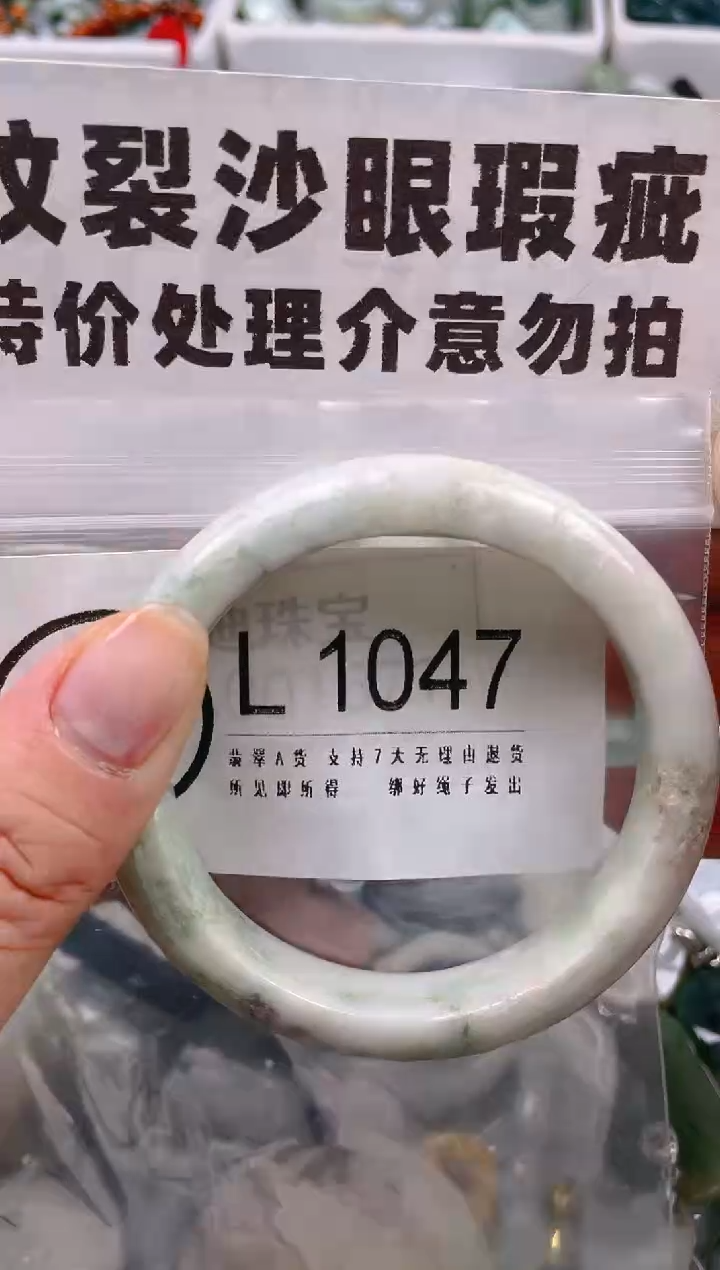 纹裂沙眼瑕疵
特价处理介意勿拍
L 1047
翡翠A货 支持7天无理由退货
所见即所得 绑好绳子发出